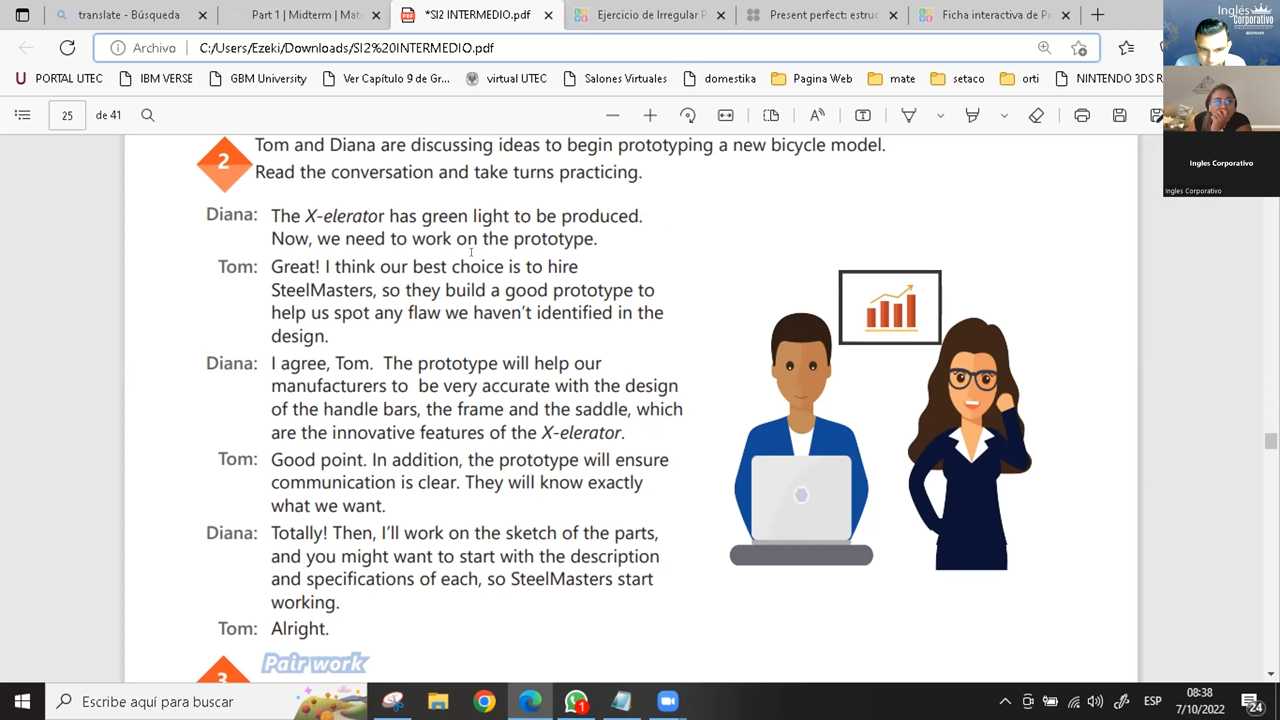 translate - Búsqueda
Part 1 | Midterm | Mat
*SI2 INTERMEDIO.pdf
Ejercicio de Irregular P
Present perfect: estruc
Ficha interactiva de Pr
Archivo
C:/Users/Ezeki/Downloads/SI2%20INTERMEDIO.pdf
PORTAL UTEC
IBM VERSE
GBM University
Ver Capítulo 9 de Gr...
virtual UTEC
Salones Virtuales
domestika
Pagina Web
mate
setaco
orti
NINTENDO 3DS R
25
de 41
Inglés
Corporativo
BEGINNER
Ingles Corporativo
Ingles Corporativo
2
Tom and Diana are discussing ideas to begin prototyping a new bicycle model.
Read the conversation and take turns practicing.
Diana: The X-elerator has green light to be produced.
Now, we need to work on the prototype.
Tom: Great! I think our best choice is to hire
SteelMasters, so they build a good prototype to
help us spot any flaw we haven't identified in the
design.
Diana: I agree, Tom. The prototype will help our
manufacturers to be very accurate with the design
of the handle bars, the frame and the saddle, which
are the innovative features of the X-elerator.
Tom: Good point. In addition, the prototype will ensure
communication is clear. They will know exactly
what we want.
Diana: Totally! Then, I'll work on the sketch of the parts,
and you might want to start with the description
and specifications of each, so SteelMasters start
working.
Tom: Alright.
3
Pair work
Escribe aquí para buscar
1
ESP
08:38
7/10/2022
24